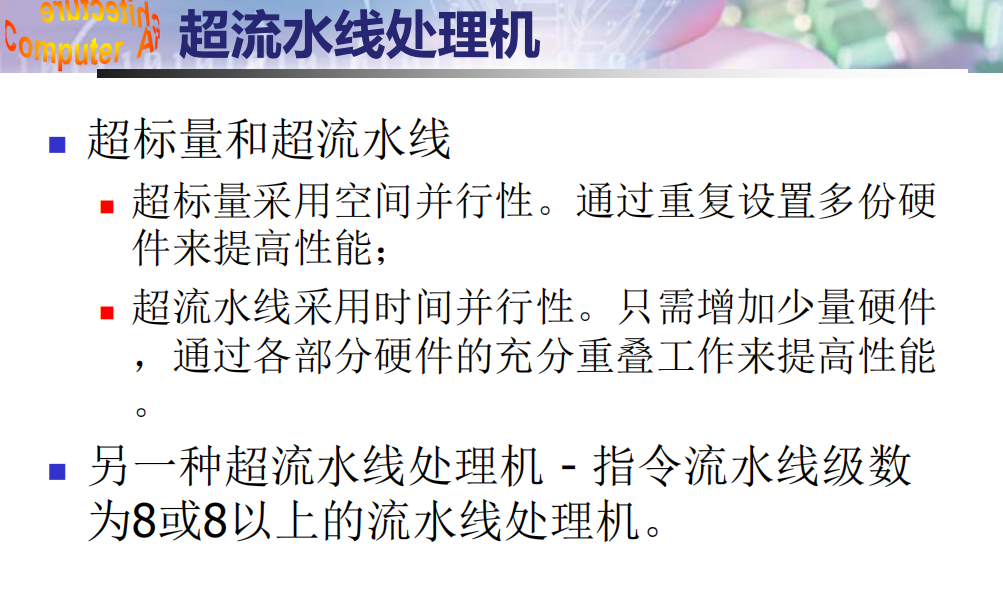 Computer Architecture
超流水线处理机
超标量和超流水线
超标量采用空间并行性。通过重复设置多份硬
件来提高性能；
超流水线采用时间并行性。只需增加少量硬件
，通过各部分硬件的充分重叠工作来提高性能
。
另一种超流水线处理机－指令流水线级数
为8或8以上的流水线处理机。